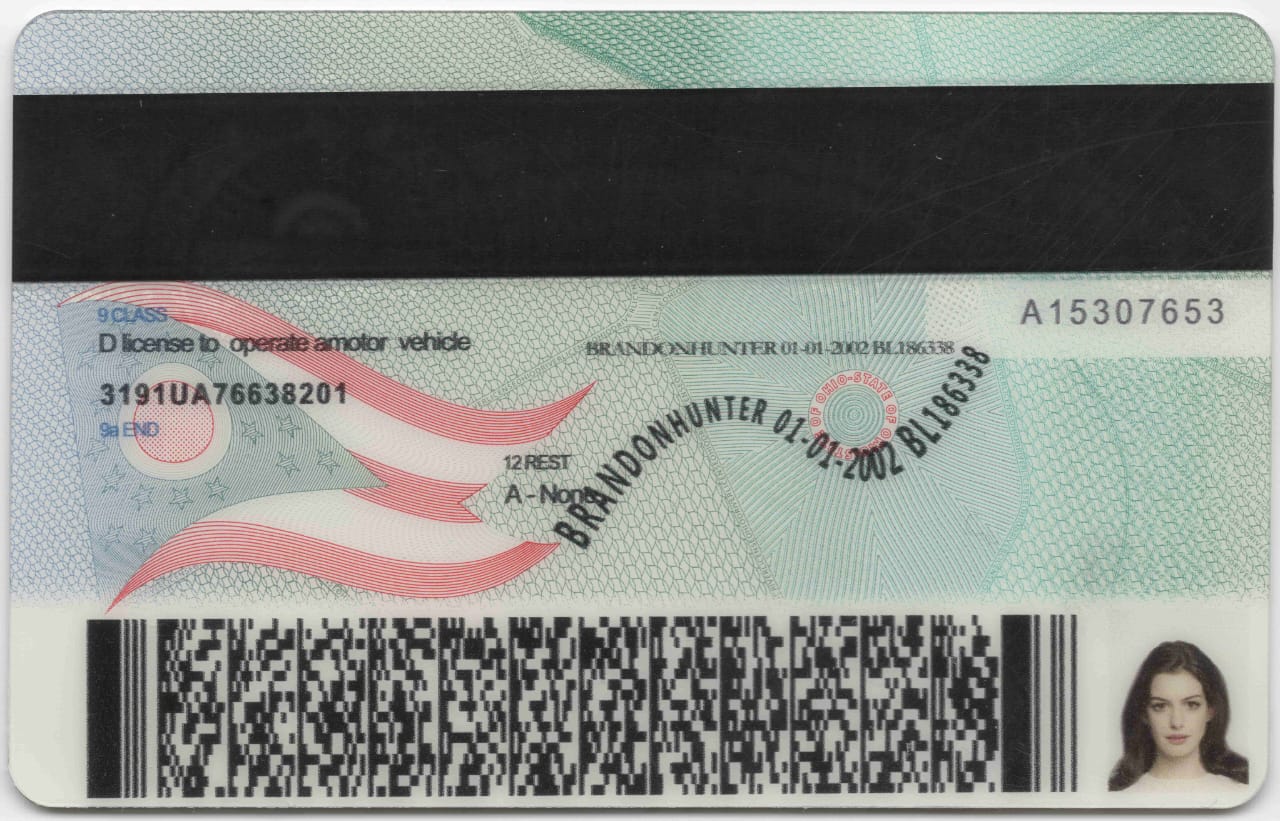 9 CLASS
D license to operate amotor vehicle
A15307653
BRANDONHUNTER 01-01-2002 BL186338
3191UA76638201
9a END
12 REST
A - None
BRANDONHUNTER 01-01-2002 BL186338
OF OHIO-STATE OF